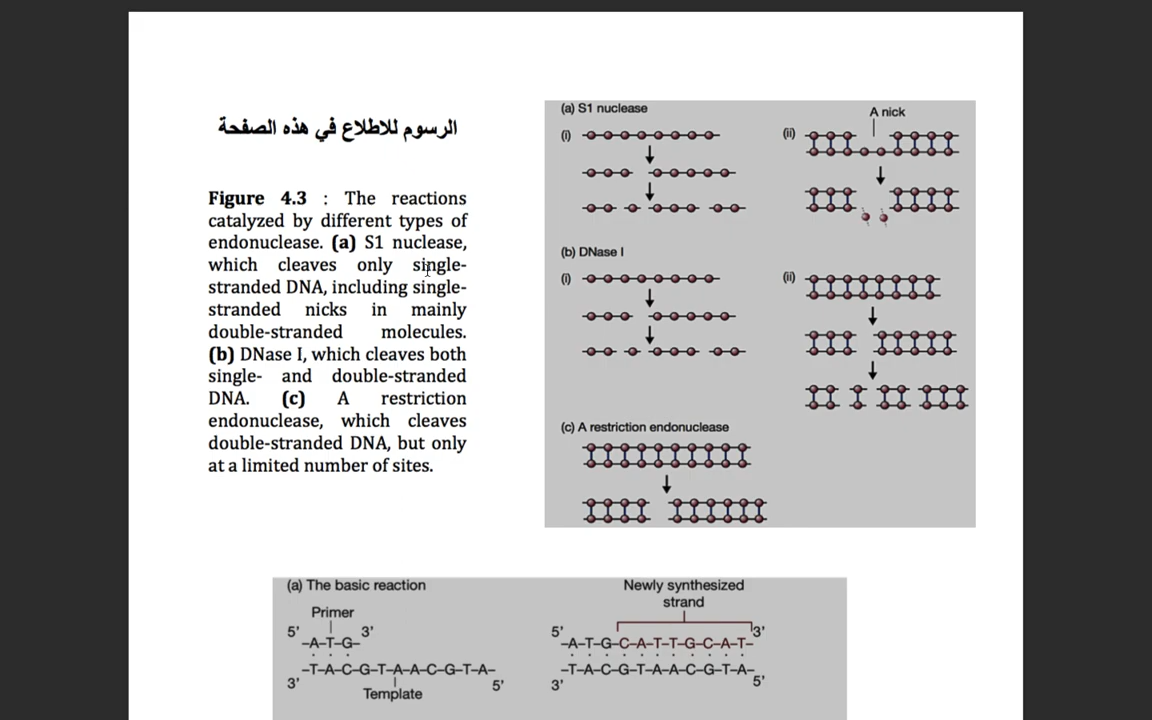 الرسوم للاطلاع في هذه الصفحة
Figure 4.3 : The reactions
catalyzed by different types of
endonuclease. (a) S1 nuclease,
which cleaves only single-
stranded DNA, including single-
stranded nicks in mainly
double-stranded molecules.
(b) DNase I, which cleaves both
single- and double-stranded
DNA. (c) A restriction
endonuclease, which cleaves
double-stranded DNA, but only
at a limited number of sites.
(a) S1 nuclease
A nick
(i)
(ii)
(b) DNase I
(i)
(ii)
(c) A restriction endonuclease
(a) The basic reaction
Primer
5' 3'
-A-T-G-
-T-A-C-G-T-A-A-C-G-T-A-
3' 5'
Template
Newly synthesized
strand
5' 3'
-A-T-G-C-A-T-T-G-C-A-T-
-T-A-C-G-T-A-A-C-G-T-A-
3' 5'